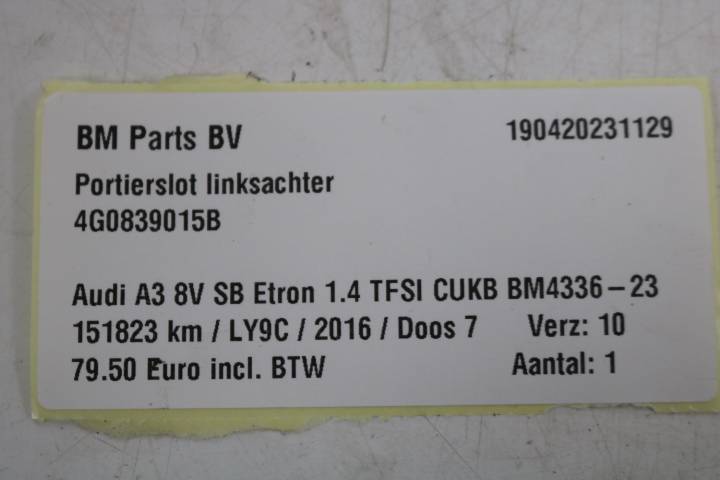 BM Parts BV 190420231129
Portierslot linksachter
4G0839015B
Audi A3 8V SB Etron 1.4 TFSI CUKB BM4336-23
151823 km / LY9C / 2016 / Doos 7 Verz: 10
79.50 Euro incl. BTW Aantal: 1